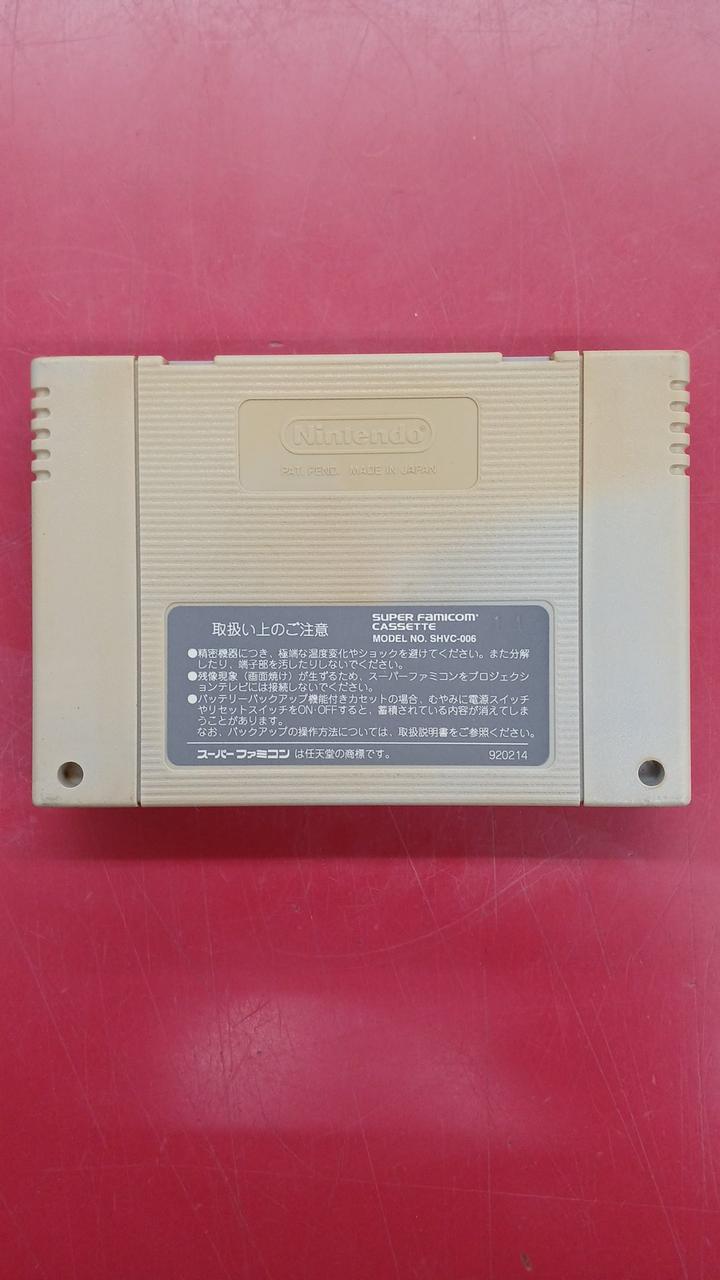 Nintendo
PAT. PEND. MADE IN JAPAN
取扱い上のご注意
SUPER FAMICOM
CASSETTE
MODEL NO. SHVC-006
●精密機器につき、極端な温度変化やショックを避けてください。また分解
したり、端子部を汚したりしないでください。
●残像現象（画面焼け）が生ずるため、スーパーファミコンをプロジェクシ
ョンテレビには接続しないでください。
●バッテリーバックアップ機能付きカセットの場合、むやみに電源スイッチ
やリセットスイッチをON·OFFすると、蓄積されている内容が消えてしま
うことがあります。
なお、バックアップの操作方法については、取扱説明書をご参照ください。
スーパーファミコン は任天堂の商標です。
920214